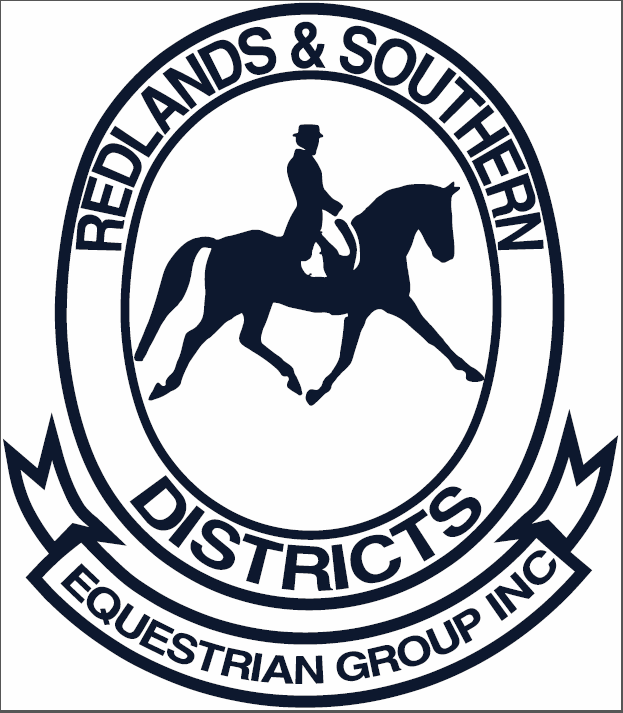 REDLANDS & SOUTHERN
DISTRICTS
EQUESTRIAN GROUP INC